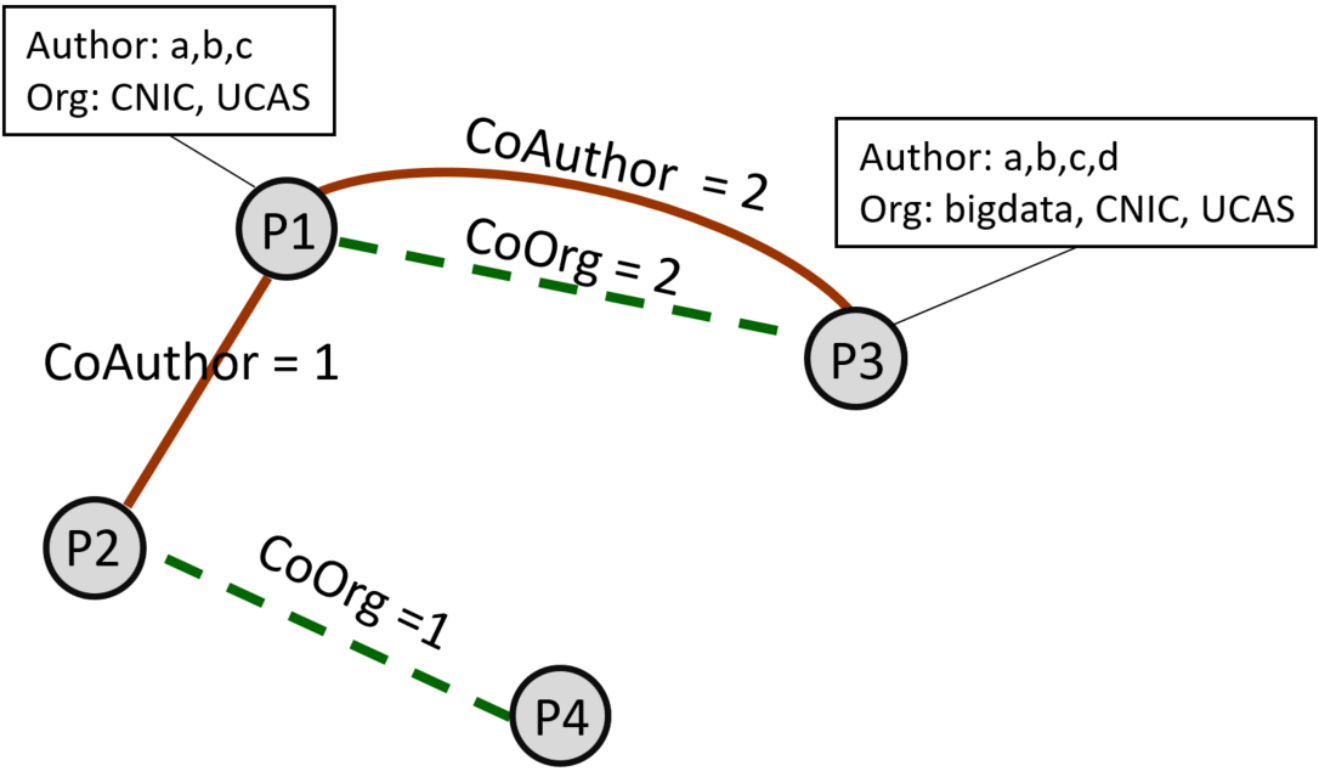 Author: a,b,c
Org: CNIC, UCAS
CoAuthor = 2
Author: a,b,c,d
Org: bigdata, CNIC, UCAS
P1
CoOrg = 2
P3
CoAuthor = 1
P2
CoOrg =1
P4